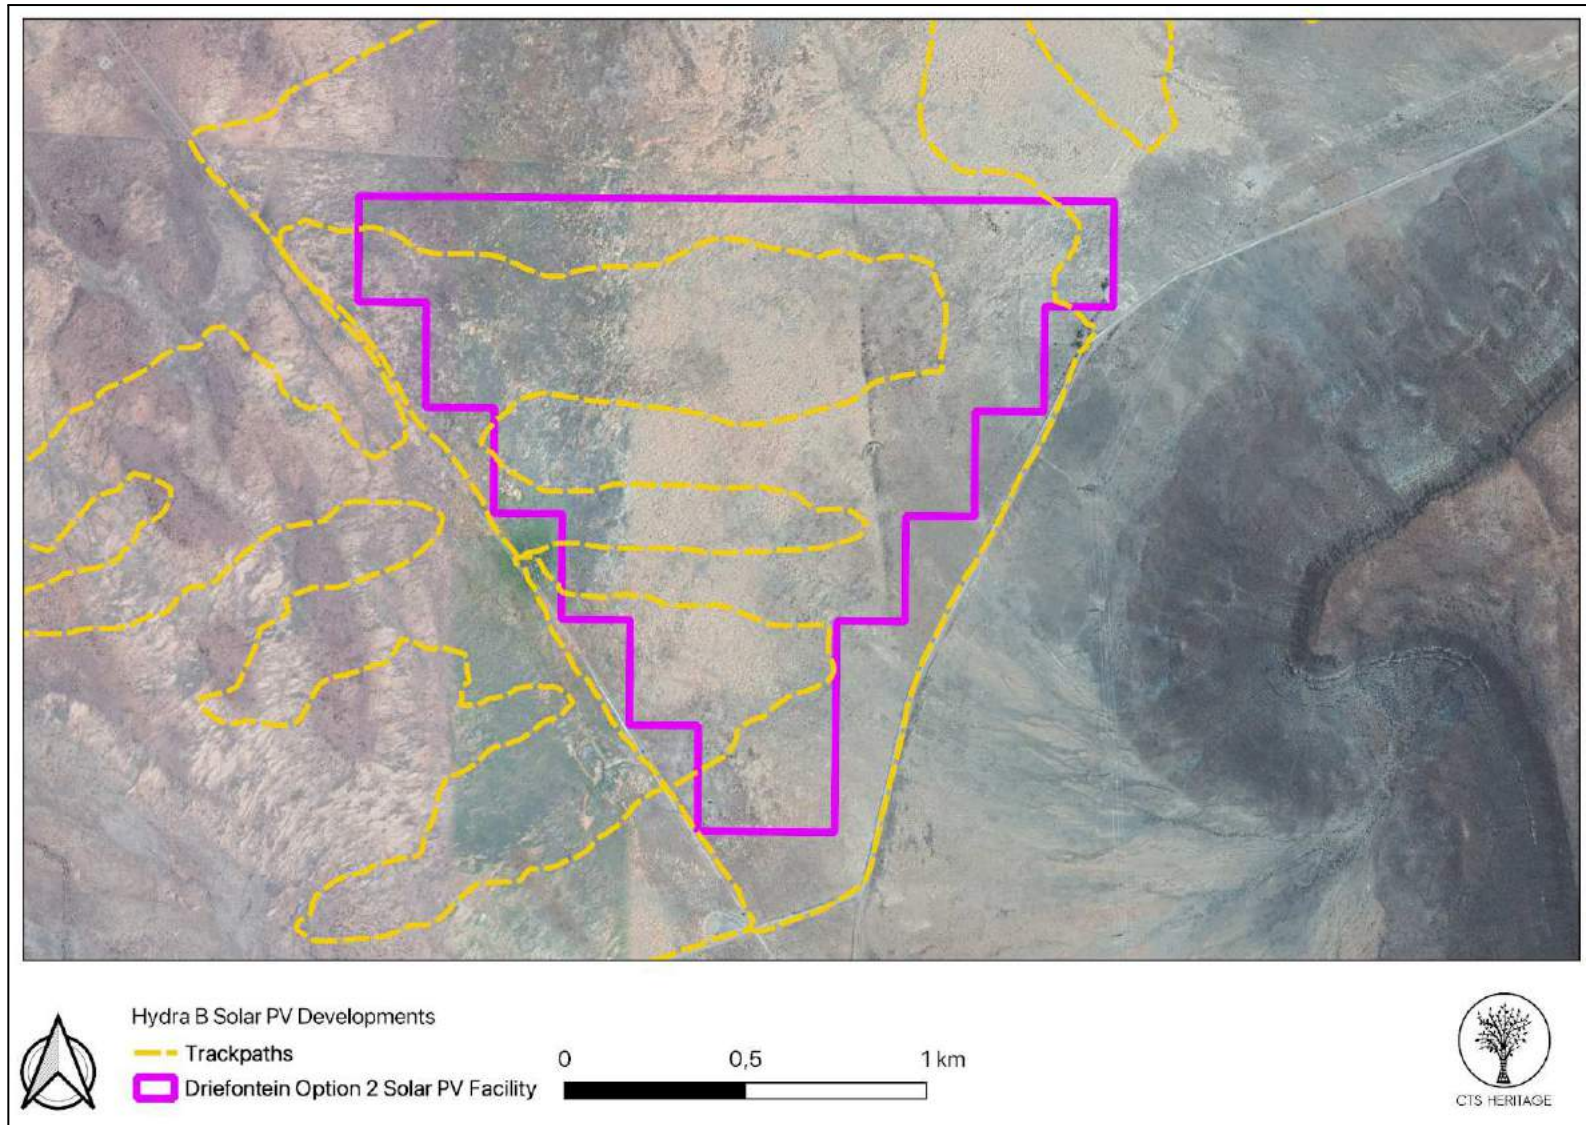 Hydra B Solar PV Developments
Trackpaths
Driefontein Option 2 Solar PV Facility
0 0,5 1 km
CTS HERITAGE